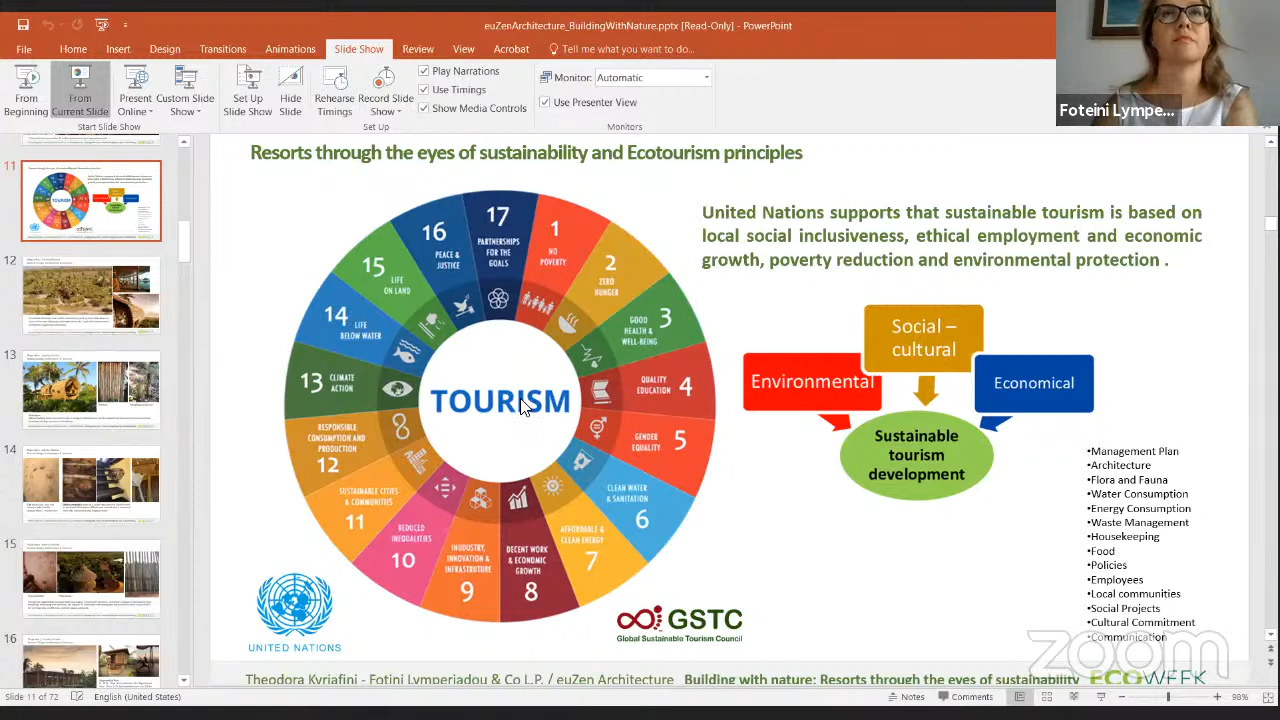 euZenArchitecture_BuildingWithNature.pptx [Read-Only] - PowerPoint
File Home Insert Design Transitions Animations Slide Show Review View Acrobat Tell me what you want to do...
From Beginning
From Current Slide
Present Online
Custom Slide Show
Start Slide Show
Set Up Slide Show
Hide Slide
Rehearse Timings
Record Slide Show
Play Narrations
Use Timings
Show Media Controls
Set Up
Monitor: Automatic
Use Presenter View
Monitors
Foteini Lympe...
11
12
13
14
15
16
Resorts through the eyes of sustainability and Ecotourism principles
United Nations supports that sustainable tourism is based on
local social inclusiveness, ethical employment and economic
growth, poverty reduction and environmental protection .
TOURISM
1
NO
POVERTY
2
ZERO
HUNGER
3
GOOD
HEALTH &
WELL-BEING
QUALITY
EDUCATION
4
GENDER
EQUALITY
5
CLEAN WATER
& SANITATION
6
AFFORDABLE &
CLEAN ENERGY
7
DECENT WORK
& ECONOMIC
GROWTH
8
INDUSTRY,
INNOVATION &
INFRASTRUTURE
9
REDUCED
INEQUALITIES
10
SUSTAINABLE CITIES
& COMMUNITIES
11
RESPONSIBLE
CONSUMPTION AND
PRODUCTION
12
13
CLIMATE
ACTION
14
LIFE
BELOW WATER
15
LIFE
ON LAND
16
PEACE &
JUSTICE
17
PARTNERSHIPS
FOR THE
GOALS
Environmental
Social –
cultural
Economical
Sustainable
tourism
development
•Management Plan
•Architecture
•Flora and Fauna
•Water Consumption
•Energy Consumption
•Waste Management
•Housekeeping
•Food
•Policies
•Employees
•Local communities
•Social Projects
•Cultural Commitment
•Communication
UNITED NATIONS
GSTC
Global Sustainable Tourism Council
zoom
Theodora Kyriafini - Fotini Lymperiadou & Co L.P. / euZen Architecture Building with nature: Resorts through the eyes of sustainability ECOWEEK
Slide 11 of 72 English (United States) Notes Comments 98%